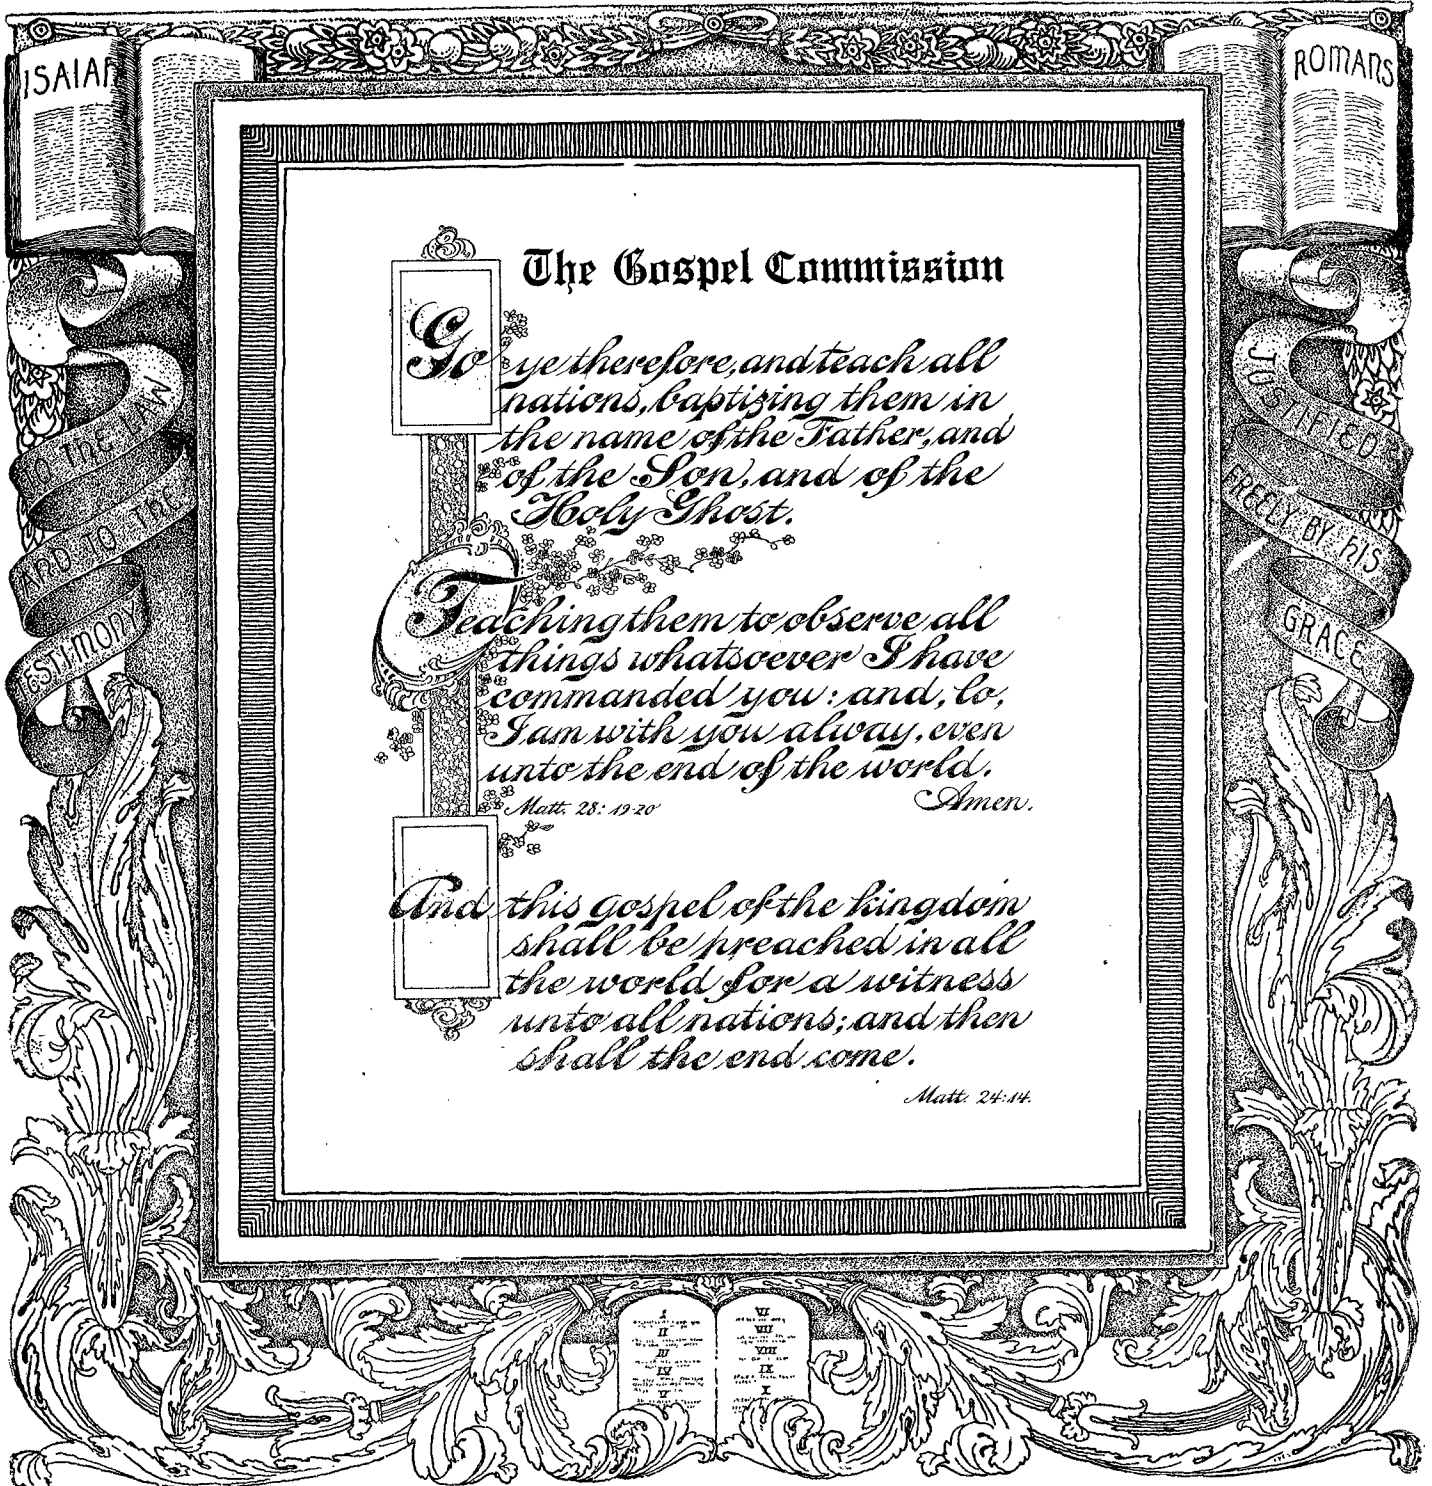 ISAIAH
ROMANS
The Gospel Commission
Go ye therefore, and teach all
nations, baptizing them in
the name of the Father, and
of the Son, and of the
Holy Ghost.
Teaching them to observe all
things whatsoever I have
commanded you: and, lo,
I am with you alway, even
unto the end of the world.
Matt. 28: 19-20 Amen.
And this gospel of the kingdom
shall be preached in all
the world for a witness
unto all nations; and then
shall the end come.
Matt. 24:14.
TO THE LAW
AND TO THE
TESTIMONY
JUSTIFIED
FREELY BY HIS
GRACE
I
II
III
IV
V
VI
VII
VIII
IX
X